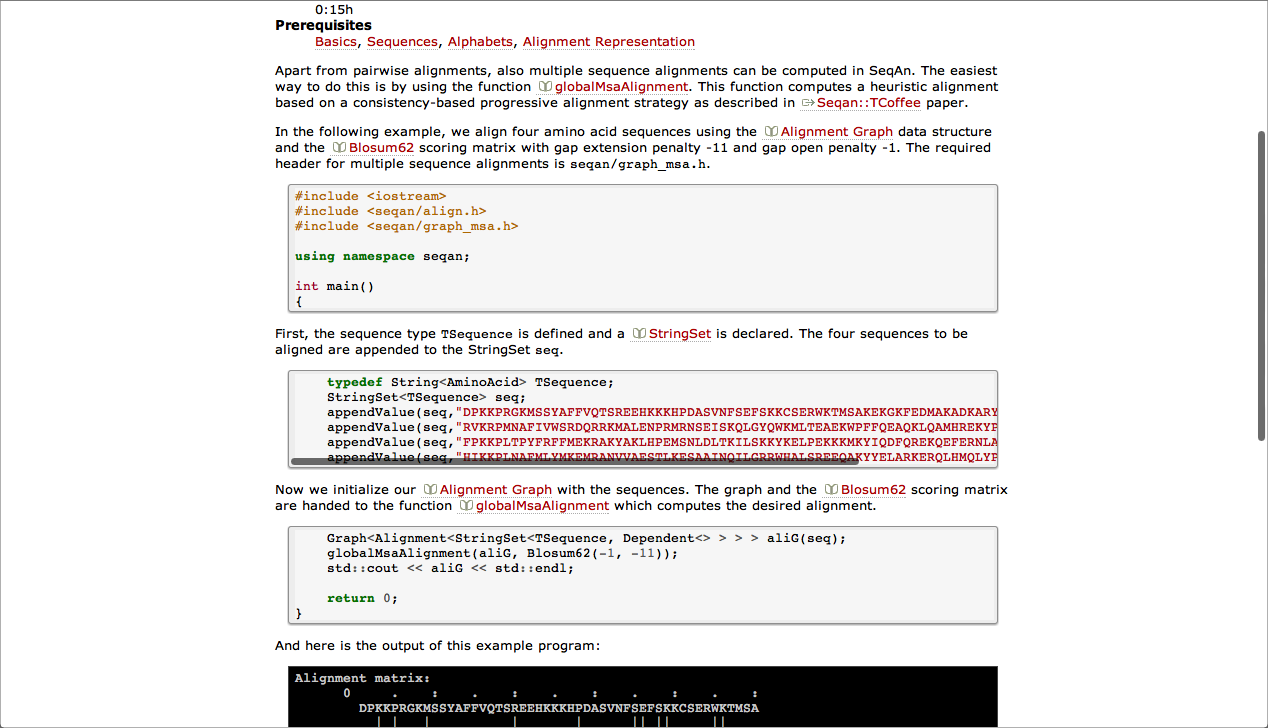 0:15h
Prerequisites
Basics, Sequences, Alphabets, Alignment Representation
Apart from pairwise alignments, also multiple sequence alignments can be computed in SeqAn. The easiest
way to do this is by using the function globalMsaAlignment. This function computes a heuristic alignment
based on a consistency-based progressive alignment strategy as described in Seqan::TCoffee paper.
In the following example, we align four amino acid sequences using the Alignment Graph data structure
and the Blosum62 scoring matrix with gap extension penalty -11 and gap open penalty -1. The required
header for multiple sequence alignments is seqan/graph_msa.h.
#include <iostream>
#include <seqan/align.h>
#include <seqan/graph_msa.h>
using namespace seqan;
int main()
{
First, the sequence type TSequence is defined and a StringSet is declared. The four sequences to be
aligned are appended to the StringSet seq.
typedef String<AminoAcid> TSequence;
StringSet<TSequence> seq;
appendValue(seq,"DPKKPRGKMSSYAFFVQTSREEHKKKHPDASVNFSEFSKKCSERWKTMSAKEKGKFEDMAKADKARY
appendValue(seq,"RVKRPMNAFIVWSRDQRRKMALENPRMRNSEISKQLGYQWKMLTEAEKWPFFQEAQKLQAMHREKYP
appendValue(seq,"FPKKPLTPYFRFFMEKRAKYAKLHPEMSNLDLTKILSKKYKELPEKKKMKYIQDFQREKQEFERNLA
appendValue(seq,"HIKKPLNAFMLYMKEMRANVVAESTLKESAAINQILGRRWHALSREEQAKYYELARKERQLHMQLYP
Now we initialize our Alignment Graph with the sequences. The graph and the Blosum62 scoring matrix
are handed to the function globalMsaAlignment which computes the desired alignment.
Graph<Alignment<StringSet<TSequence, Dependent<> > > > aliG(seq);
globalMsaAlignment(aliG, Blosum62(-1, -11));
std::cout << aliG << std::endl;
return 0;
}
And here is the output of this example program:
Alignment matrix:
0 . : . : . : . : . :
DPKKPRGKMSSYAFFVQTSREEHKKKHPDASVNFSEFSKKCSERWKTMSA